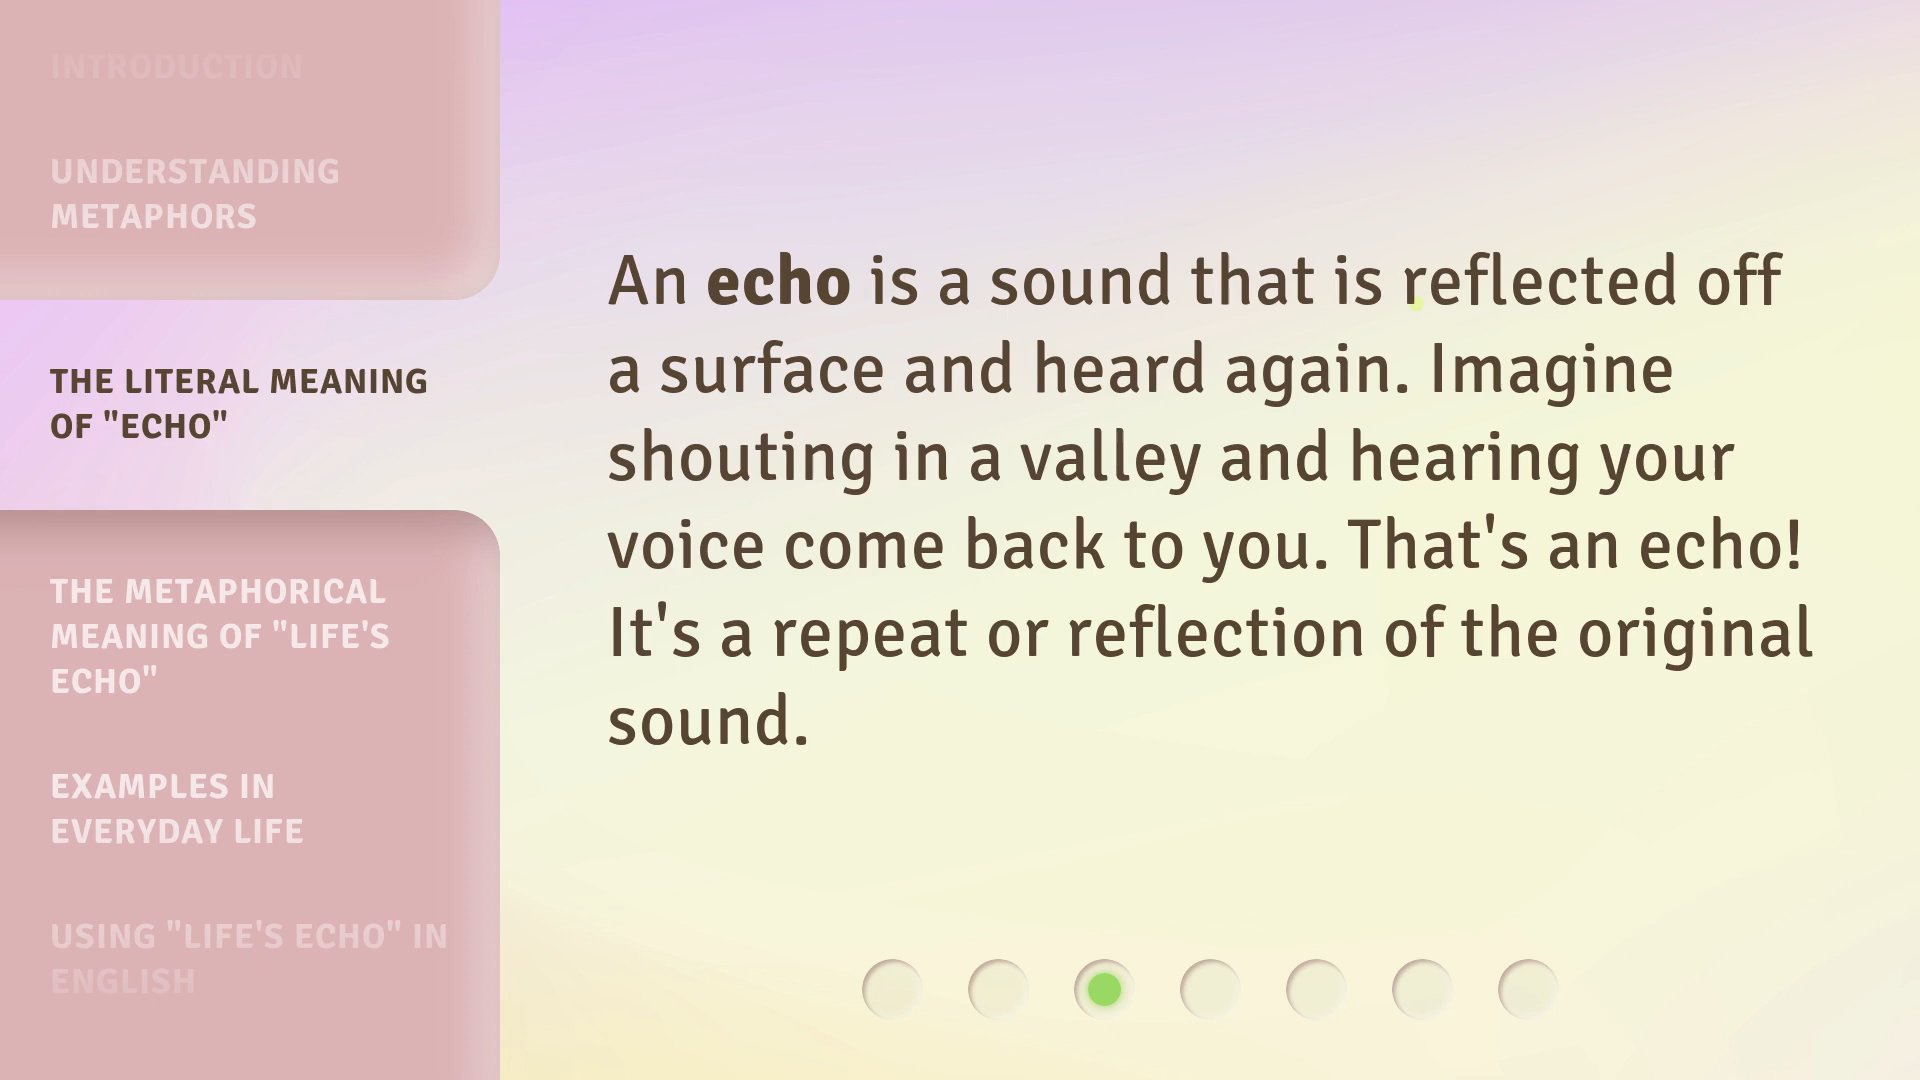 INTRODUCTION
UNDERSTANDING
METAPHORS
THE LITERAL MEANING
OF "ECHO"
THE METAPHORICAL
MEANING OF "LIFE'S
ECHO"
EXAMPLES IN
EVERYDAY LIFE
USING "LIFE'S ECHO" IN
ENGLISH
An echo is a sound that is reflected off
a surface and heard again. Imagine
shouting in a valley and hearing your
voice come back to you. That's an echo!
It's a repeat or reflection of the original
sound.